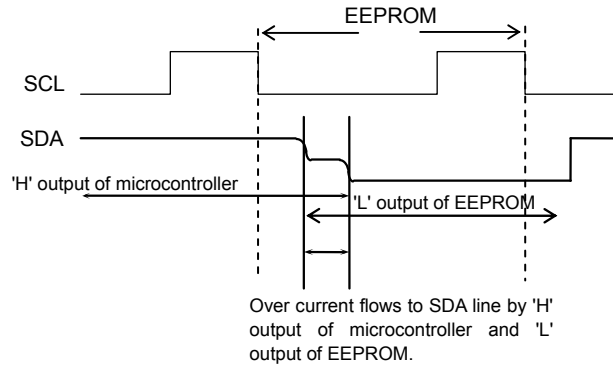 EEPROM
SCL
SDA
'H' output of microcontroller
'L' output of EEPROM
Over current flows to SDA line by 'H'
output of microcontroller and 'L'
output of EEPROM.